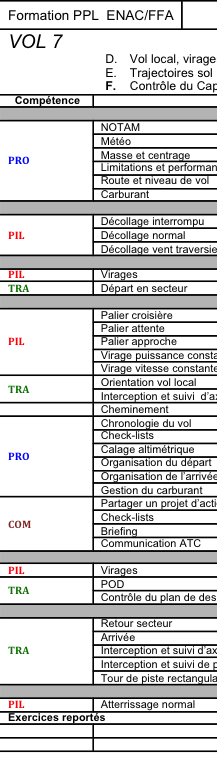 Formation PPL ENAC/FFA
VOL 7
D. Vol local, virage
E. Trajectoires sol
F. Contrôle du Cap
Compétence
NOTAM
Météo
PRO
Masse et centrage
Limitations et performan
Route et niveau de vol
Carburant
Décollage interrompu
PIL
Décollage normal
Décollage vent traversie
PIL
Virages
TRA
Départ en secteur
Palier croisière
Palier attente
PIL
Palier approche
Virage puissance consta
Virage vitesse constante
TRA
Orientation vol local
Interception et suivi d'ax
Cheminement
Chronologie du vol
Check-lists
PRO
Calage altimétrique
Organisation du départ
Organisation de l'arrivée
Gestion du carburant
Partager un projet d'acti
COM
Check-lists
Briefing
Communication ATC
PIL
Virages
TRA
POD
Contrôle du plan de des
Retour secteur
Arrivée
TRA
Interception et suivi d'ax
Interception et suivi de p
Tour de piste rectangula
PIL
Atterrissage normal
Exercices reportés